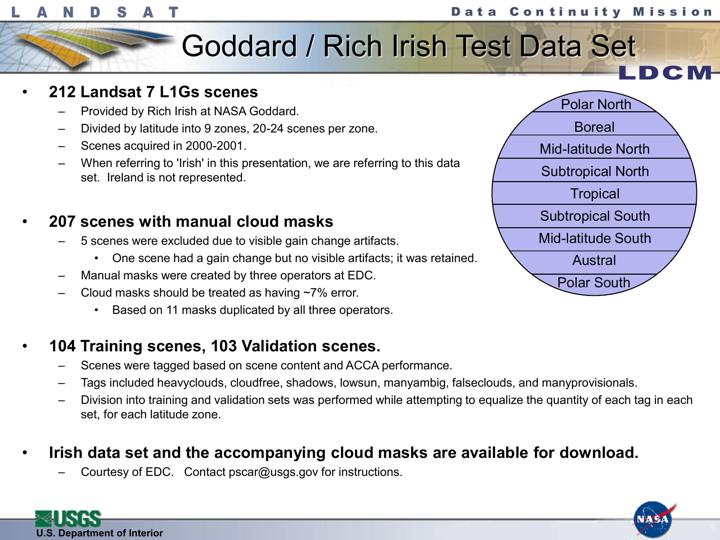 LANDSAT
Data Continuity Mission
Goddard / Rich Irish Test Data Set
LDCM
• 212 Landsat 7 L1Gs scenes
– Provided by Rich Irish at NASA Goddard.
– Divided by latitude into 9 zones, 20-24 scenes per zone.
– Scenes acquired in 2000-2001.
– When referring to 'Irish' in this presentation, we are referring to this data
set. Ireland is not represented.
• 207 scenes with manual cloud masks
– 5 scenes were excluded due to visible gain change artifacts.
• One scene had a gain change but no visible artifacts; it was retained.
– Manual masks were created by three operators at EDC.
– Cloud masks should be treated as having ~7% error.
• Based on 11 masks duplicated by all three operators.
Polar North
Boreal
Mid-latitude North
Subtropical North
Tropical
Subtropical South
Mid-latitude South
Austral
Polar South
• 104 Training scenes, 103 Validation scenes.
– Scenes were tagged based on scene content and ACCA performance.
– Tags included heavyclouds, cloudfree, shadows, lowsun, manyambig, falseclouds, and manyprovisionals.
– Division into training and validation sets was performed while attempting to equalize the quantity of each tag in each
set, for each latitude zone.
• Irish data set and the accompanying cloud masks are available for download.
– Courtesy of EDC. Contact pscar@usgs.gov for instructions.
USGS
U.S. Department of Interior
NASA